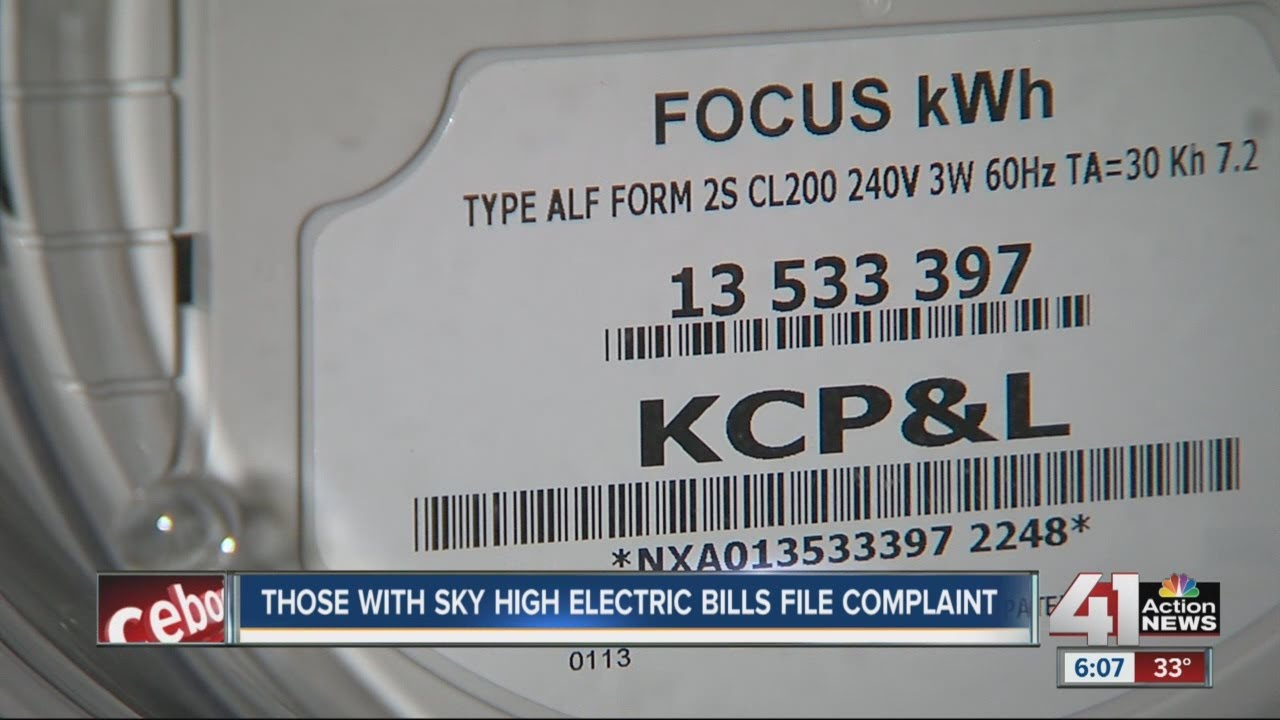 FOCUS kWh
TYPE ALF FORM 2S CL200 240V 3W 60Hz TA=30 Kh 7.2
13 533 397
KCP&L
*NXA013533397 2248*
THOSE WITH SKY HIGH ELECTRIC BILLS FILE COMPLAINT
41 Action NEWS
6:07 33°
0113